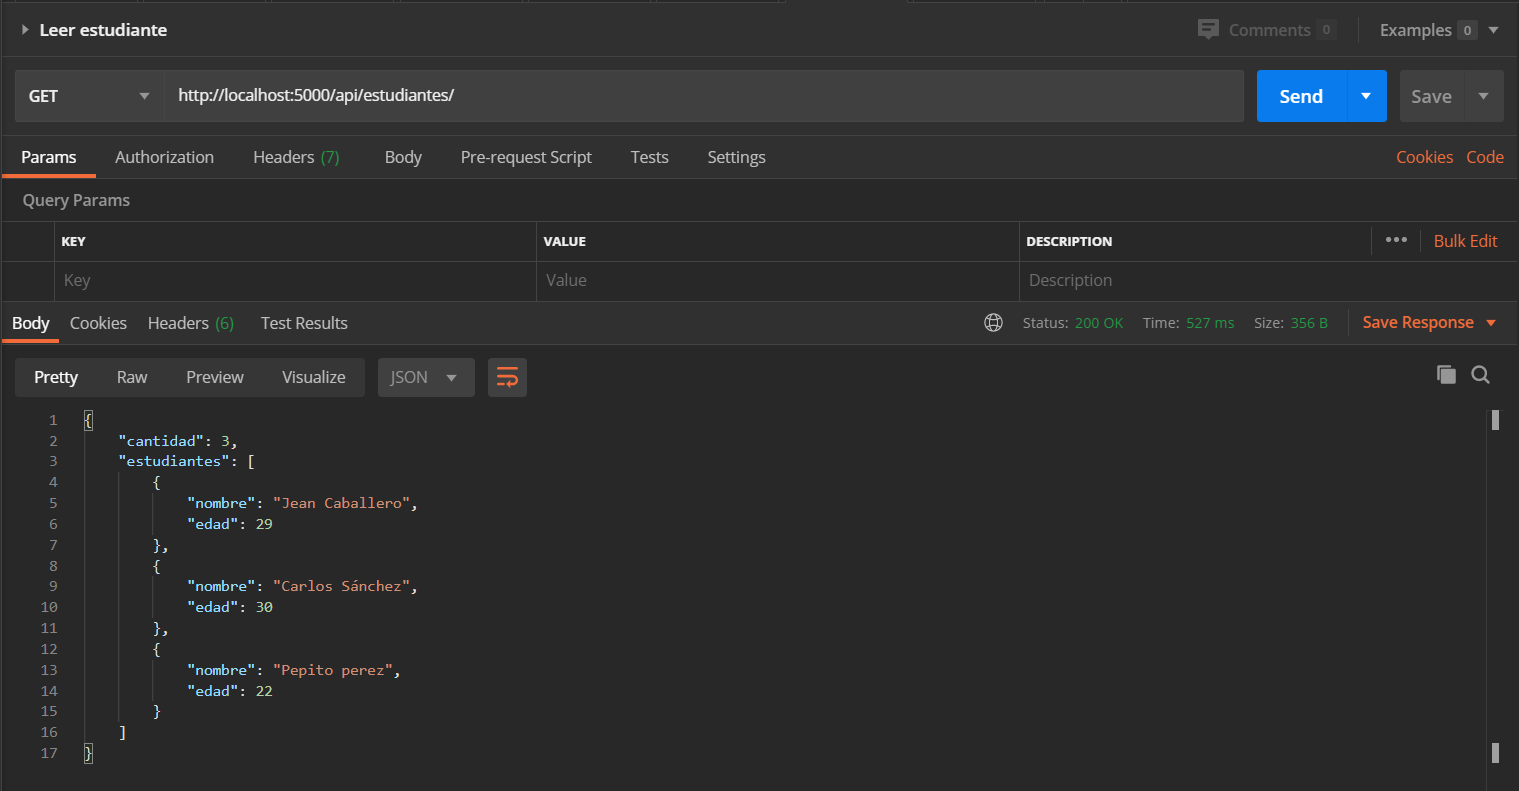 Leer estudiante
Comments 0
Examples 0
GET
http://localhost:5000/api/estudiantes/
Send
Save
Params Authorization Headers (7) Body Pre-request Script Tests Settings Cookies Code
Query Params
KEY VALUE DESCRIPTION ••• Bulk Edit
Key Value Description
Body Cookies Headers (6) Test Results Status: 200 OK Time: 527 ms Size: 356 B Save Response
Pretty Raw Preview Visualize JSON
1 {
2 "cantidad": 3,
3 "estudiantes": [
4 {
5 "nombre": "Jean Caballero",
6 "edad": 29
7 },
8 {
9 "nombre": "Carlos Sánchez",
10 "edad": 30
11 },
12 {
13 "nombre": "Pepito perez",
14 "edad": 22
15 }
16 ]
17 }